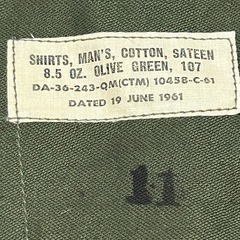 SHIRTS, MAN'S, COTTON, SATEEN
8.5 OZ. OLIVE GREEN, 107
DA-36-243-QM(CTM) 10458-C-61
DATED 19 JUNE 1961
11